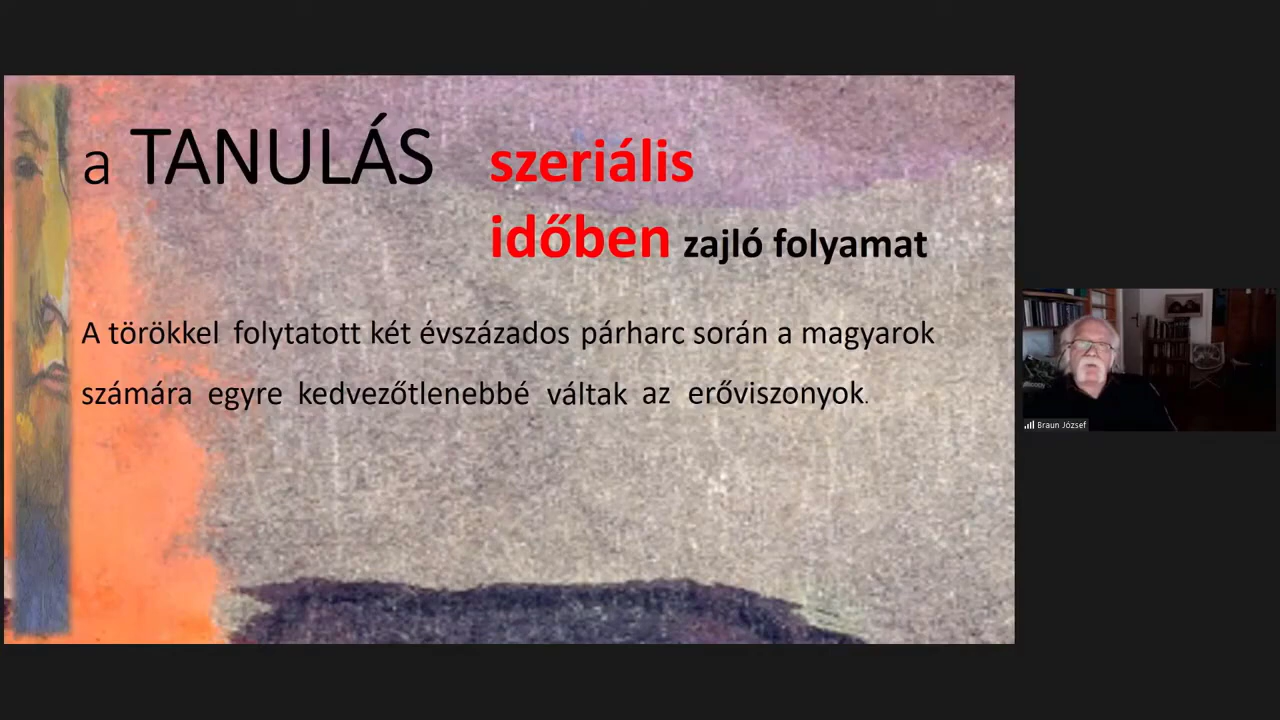 a TANULÁS szeriális
időben zajló folyamat
A törökkel folytatott két évszázados párharc során a magyarok
számára egyre kedvezőtlenebbé váltak az erőviszonyok.
Braun József